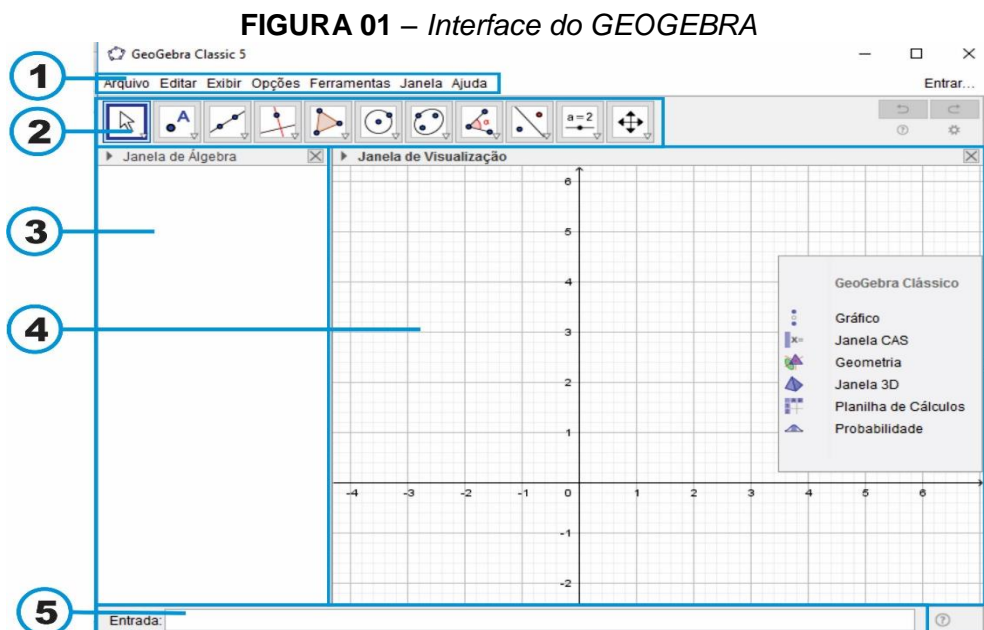 FIGURA 01 – Interface do GEOGEBRA
GeoGebra Classic 5
1
Arquivo Editar Exibir Opções Ferramentas Janela Ajuda
Entrar...
2
A
α
a=2
Janela de Álgebra
Janela de Visualização
3
4
6
5
4
3
2
1
-4 -3 -2 -1 0 1 2 3 4 5 6
-1
-2
GeoGebra Clássico
Gráfico
x= Janela CAS
Geometria
Janela 3D
Planilha de Cálculos
Probabilidade
5
Entrada: